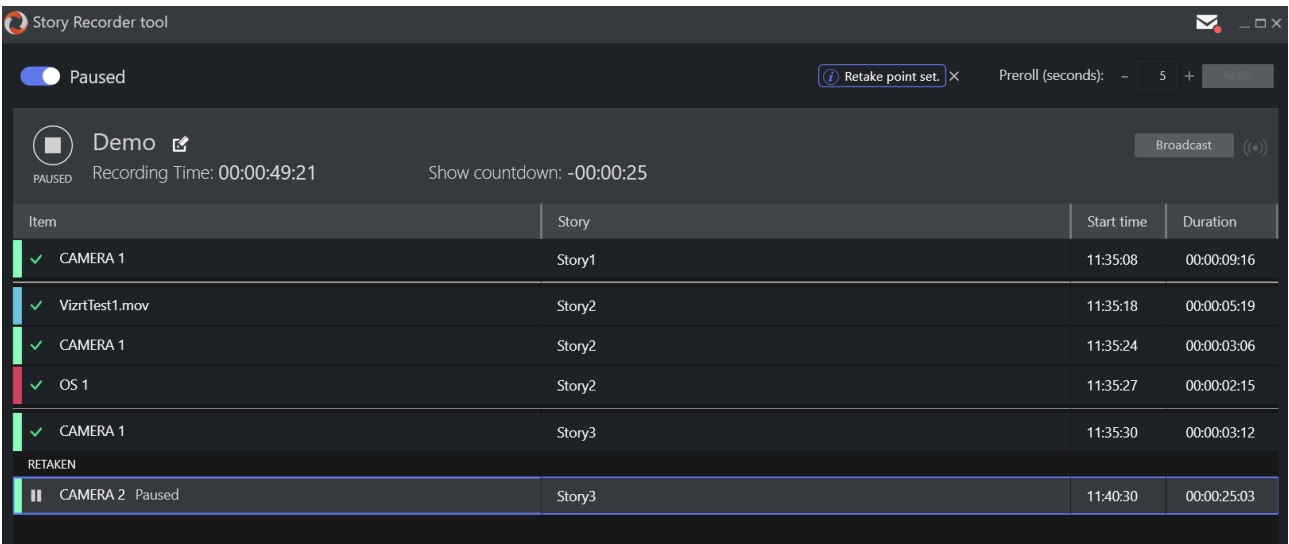 Story Recorder tool
Paused Retake point set. Preroll (seconds): - 5 + Apply
Demo Broadcast
PAUSED Recording Time: 00:00:49:21 Show countdown: -00:00:25
Item Story Start time Duration
CAMERA 1 Story1 11:35:08 00:00:09:16
VizrtTest1.mov Story2 11:35:18 00:00:05:19
CAMERA 1 Story2 11:35:24 00:00:03:06
OS 1 Story2 11:35:27 00:00:02:15
CAMERA 1 Story3 11:35:30 00:00:03:12
RETAKEN
CAMERA 2 Paused Story3 11:40:30 00:00:25:03